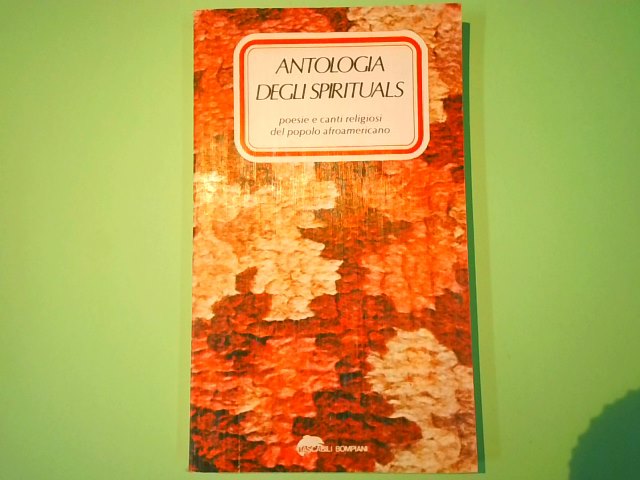 ANTOLOGIA
DEGLI SPIRITUALS
poesie e canti religiosi
del popolo afroamericano
TASCABILI BOMPIANI